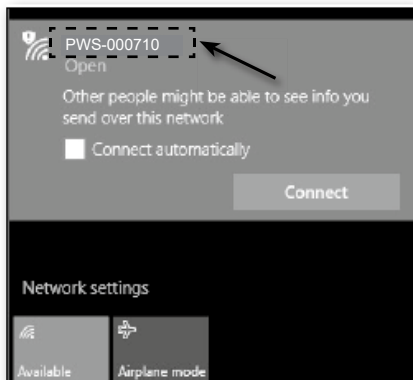 PWS-000710
Open
Other people might be able to see info you
send over this network
Connect automatically
Connect
Network settings
Available
Airplane mode